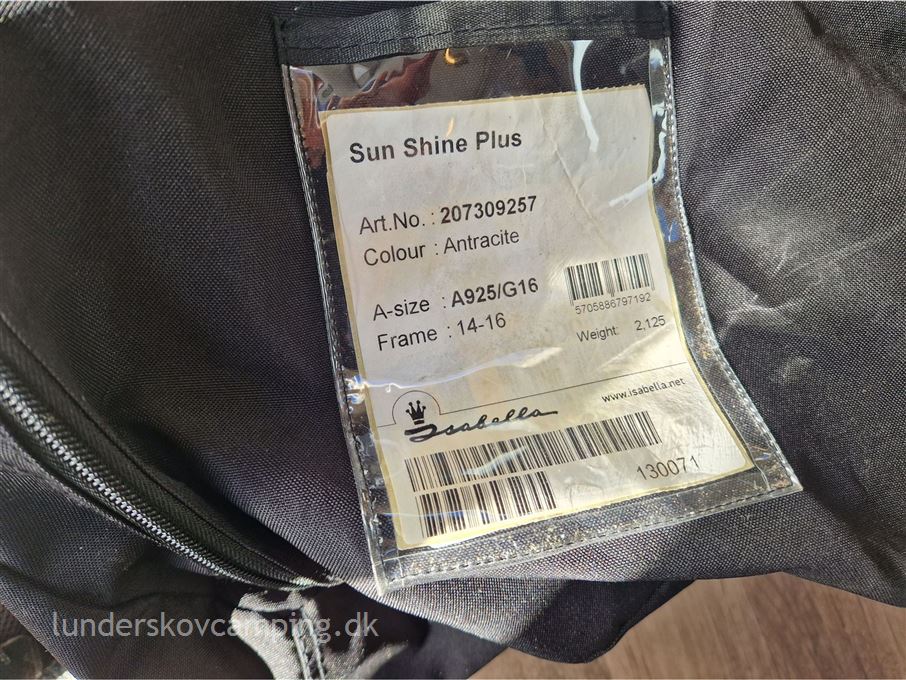 Sun Shine Plus
Art.No. : 207309257
Colour : Antracite
A-size : A925/G16
Frame : 14-16
5705886797192
Weight: 2,125
www.isabella.net
Isabella
130071
lunderskovcamping.dk